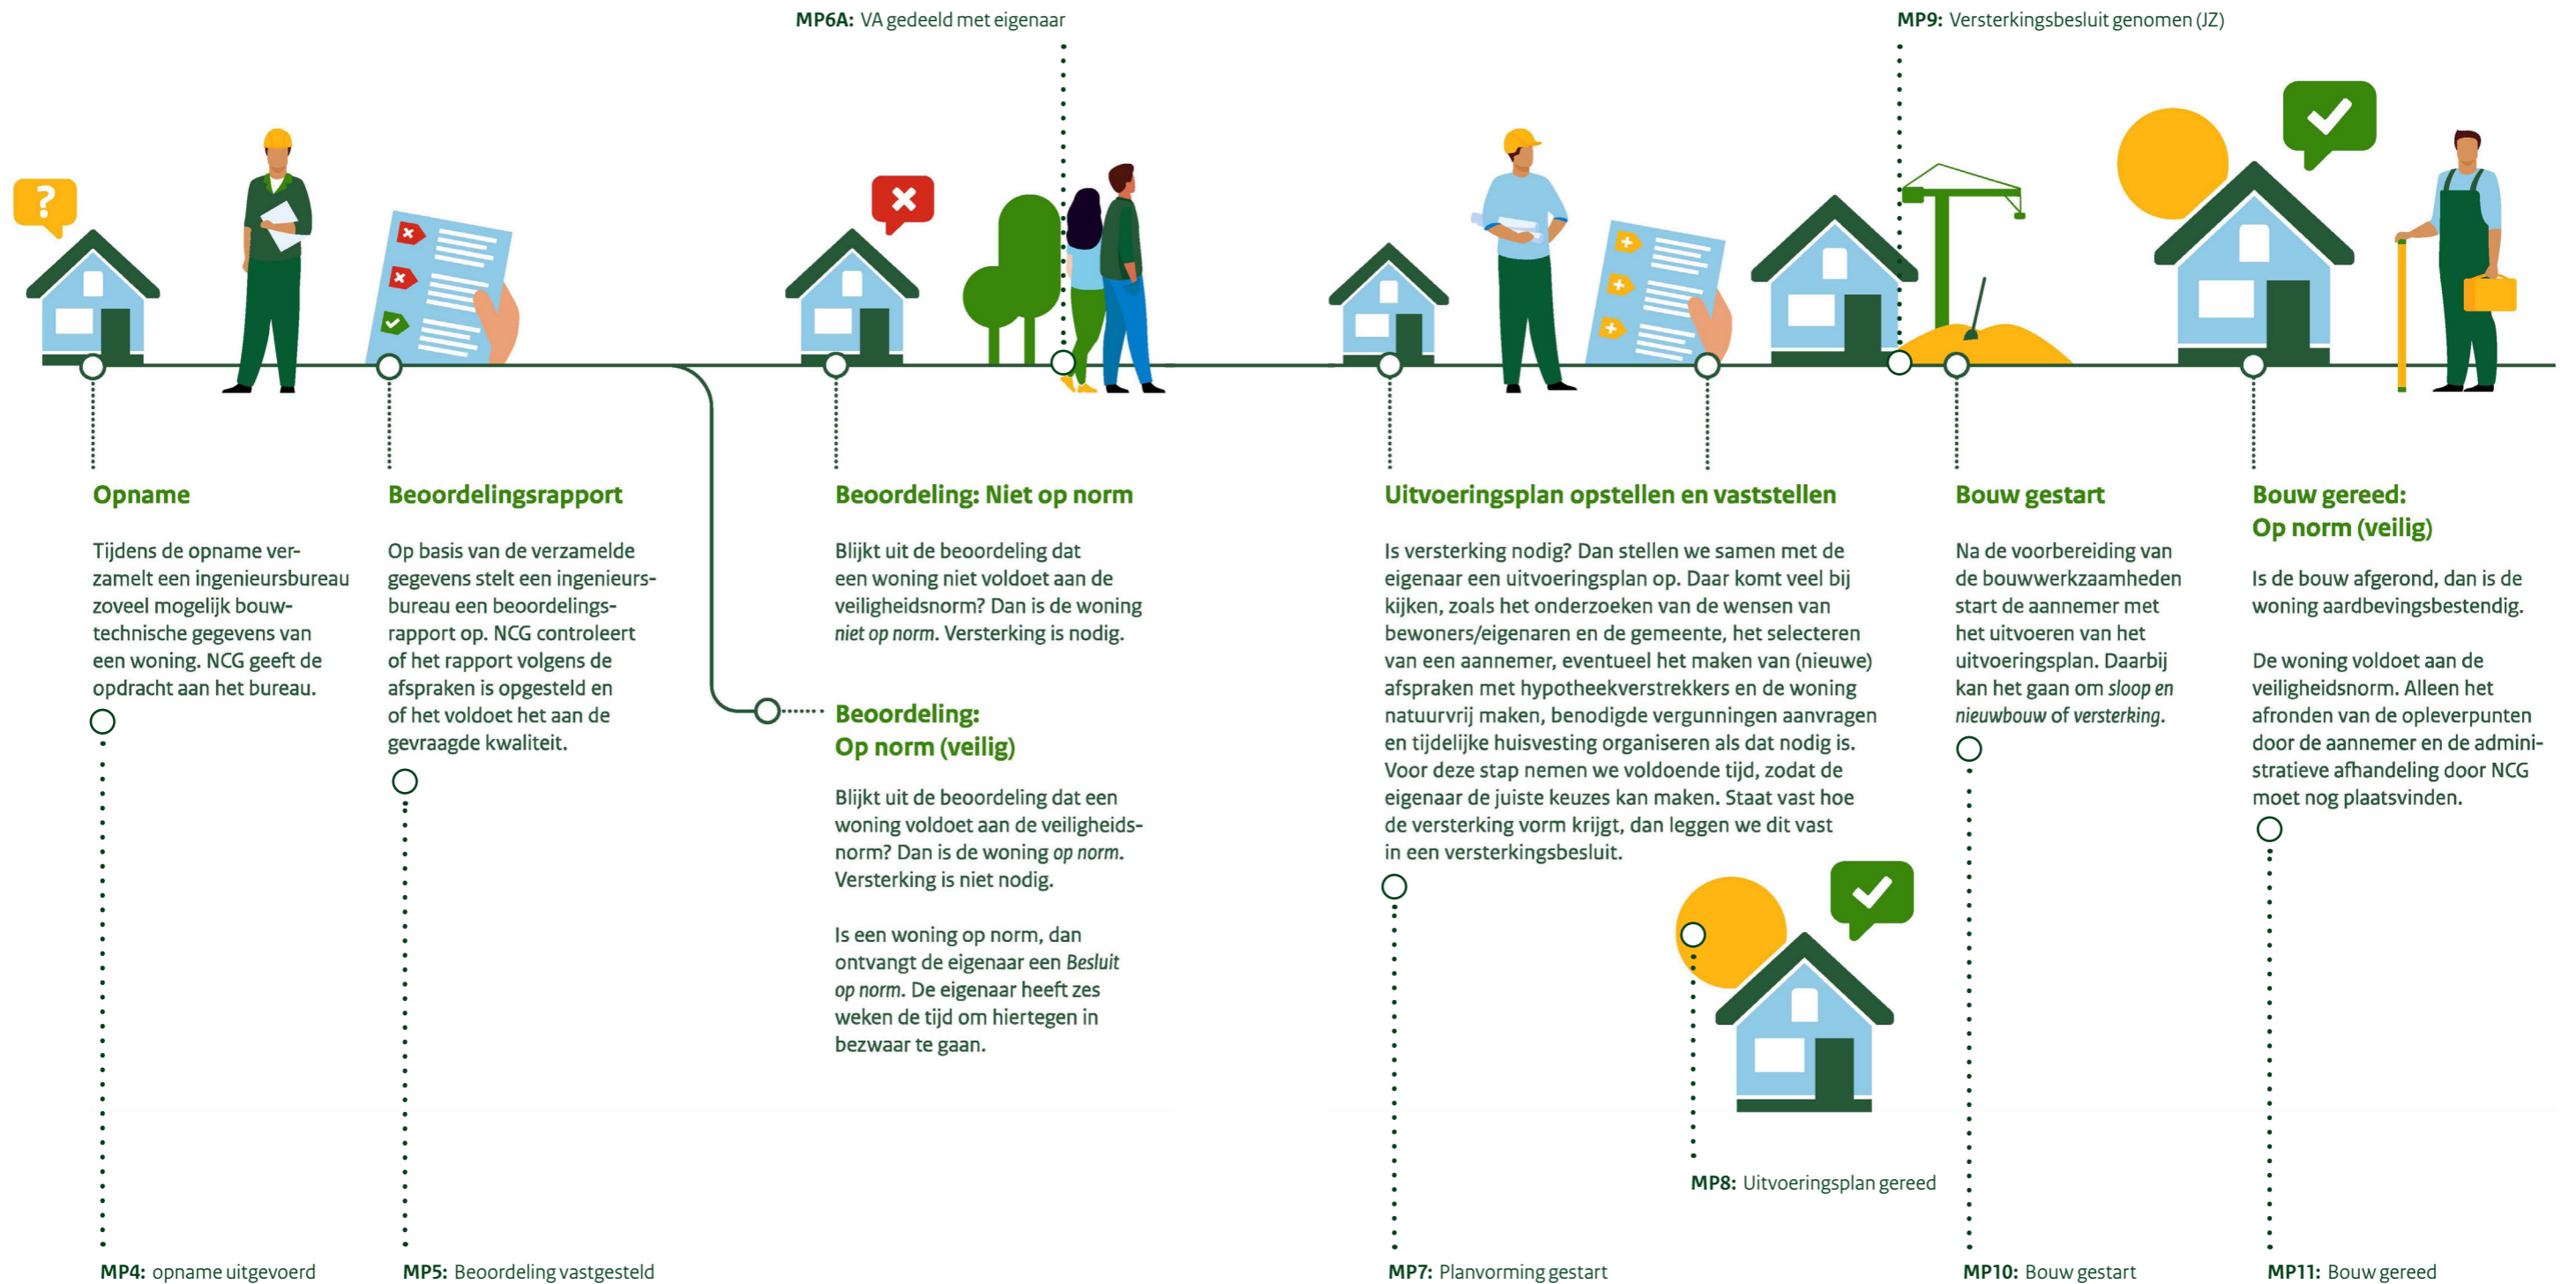 MP6A: VA gedeeld met eigenaar
MP9: Versterkingsbesluit genomen (JZ)
?
Opname
Tijdens de opname ver-
zamelt een ingenieursbureau
zoveel mogelijk bouw-
technische gegevens van
een woning. NCG geeft de
opdracht aan het bureau.
Beoordelingsrapport
Op basis van de verzamelde
gegevens stelt een ingenieurs-
bureau een beoordelings-
rapport op. NCG controleert
of het rapport volgens de
afspraken is opgesteld en
of het voldoet het aan de
gevraagde kwaliteit.
Beoordeling: Niet op norm
Blijkt uit de beoordeling dat
een woning niet voldoet aan de
veiligheidsnorm? Dan is de woning
niet op norm. Versterking is nodig.
Beoordeling:
Op norm (veilig)
Blijkt uit de beoordeling dat een
woning voldoet aan de veiligheids-
norm? Dan is de woning op norm.
Versterking is niet nodig.
Is een woning op norm, dan
ontvangt de eigenaar een Besluit
op norm. De eigenaar heeft zes
weken de tijd om hiertegen in
bezwaar te gaan.
Uitvoeringsplan opstellen en vaststellen
Is versterking nodig? Dan stellen we samen met de
eigenaar een uitvoeringsplan op. Daar komt veel bij
kijken, zoals het onderzoeken van de wensen van
bewoners/eigenaren en de gemeente, het selecteren
van een aannemer, eventueel het maken van (nieuwe)
afspraken met hypotheekverstrekkers en de woning
natuurvrij maken, benodigde vergunningen aanvragen
en tijdelijke huisvesting organiseren als dat nodig is.
Voor deze stap nemen we voldoende tijd, zodat de
eigenaar de juiste keuzes kan maken. Staat vast hoe
de versterking vorm krijgt, dan leggen we dit vast
in een versterkingsbesluit.
Bouw gestart
Na de voorbereiding van
de bouwwerkzaamheden
start de aannemer met
het uitvoeren van het
uitvoeringsplan. Daarbij
kan het gaan om sloop en
nieuwbouw of versterking.
Bouw gereed:
Op norm (veilig)
Is de bouw afgerond, dan is de
woning aardbevingsbestendig.
De woning voldoet aan de
veiligheidsnorm. Alleen het
afronden van de opleverpunten
door de aannemer en de admini-
stratieve afhandeling door NCG
moet nog plaatsvinden.
MP8: Uitvoeringsplan gereed
MP4: opname uitgevoerd
MP5: Beoordeling vastgesteld
MP7: Planvorming gestart
MP10: Bouw gestart
MP11: Bouw gereed